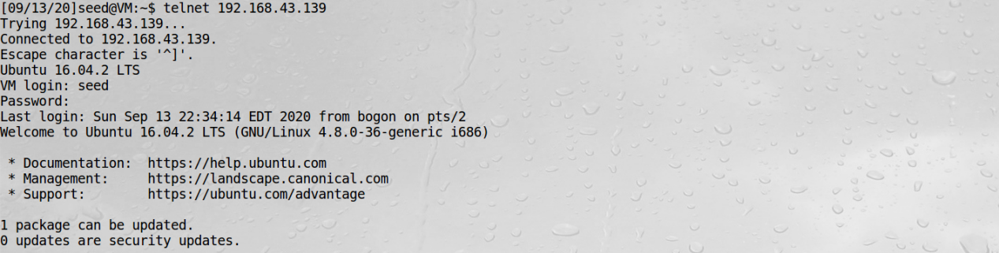 [09/13/20]seed@VM:~$ telnet 192.168.43.139
Trying 192.168.43.139...
Connected to 192.168.43.139.
Escape character is '^]'.
Ubuntu 16.04.2 LTS
VM login: seed
Password:
Last login: Sun Sep 13 22:34:14 EDT 2020 from bogon on pts/2
Welcome to Ubuntu 16.04.2 LTS (GNU/Linux 4.8.0-36-generic i686)

 * Documentation:  https://help.ubuntu.com
 * Management:     https://landscape.canonical.com
 * Support:        https://ubuntu.com/advantage

1 package can be updated.
0 updates are security updates.